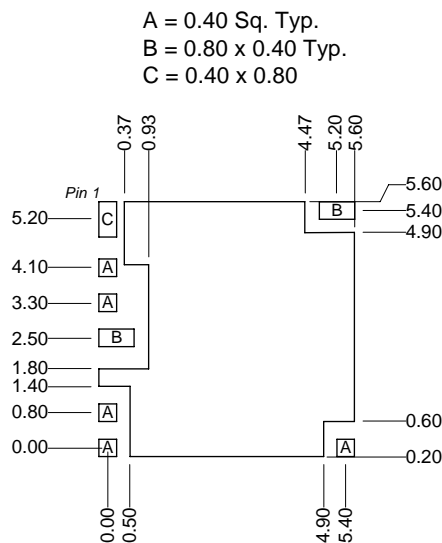 A = 0.40 Sq. Typ.
B = 0.80 x 0.40 Typ.
C = 0.40 x 0.80
0.37
0.93
4.47
5.20
5.60
Pin 1
5.60
5.20
C
B
5.40
4.90
4.10
A
3.30
A
2.50
B
1.80
1.40
0.80
A
0.60
0.00
A
A
0.20
0.00
0.50
4.90
5.40